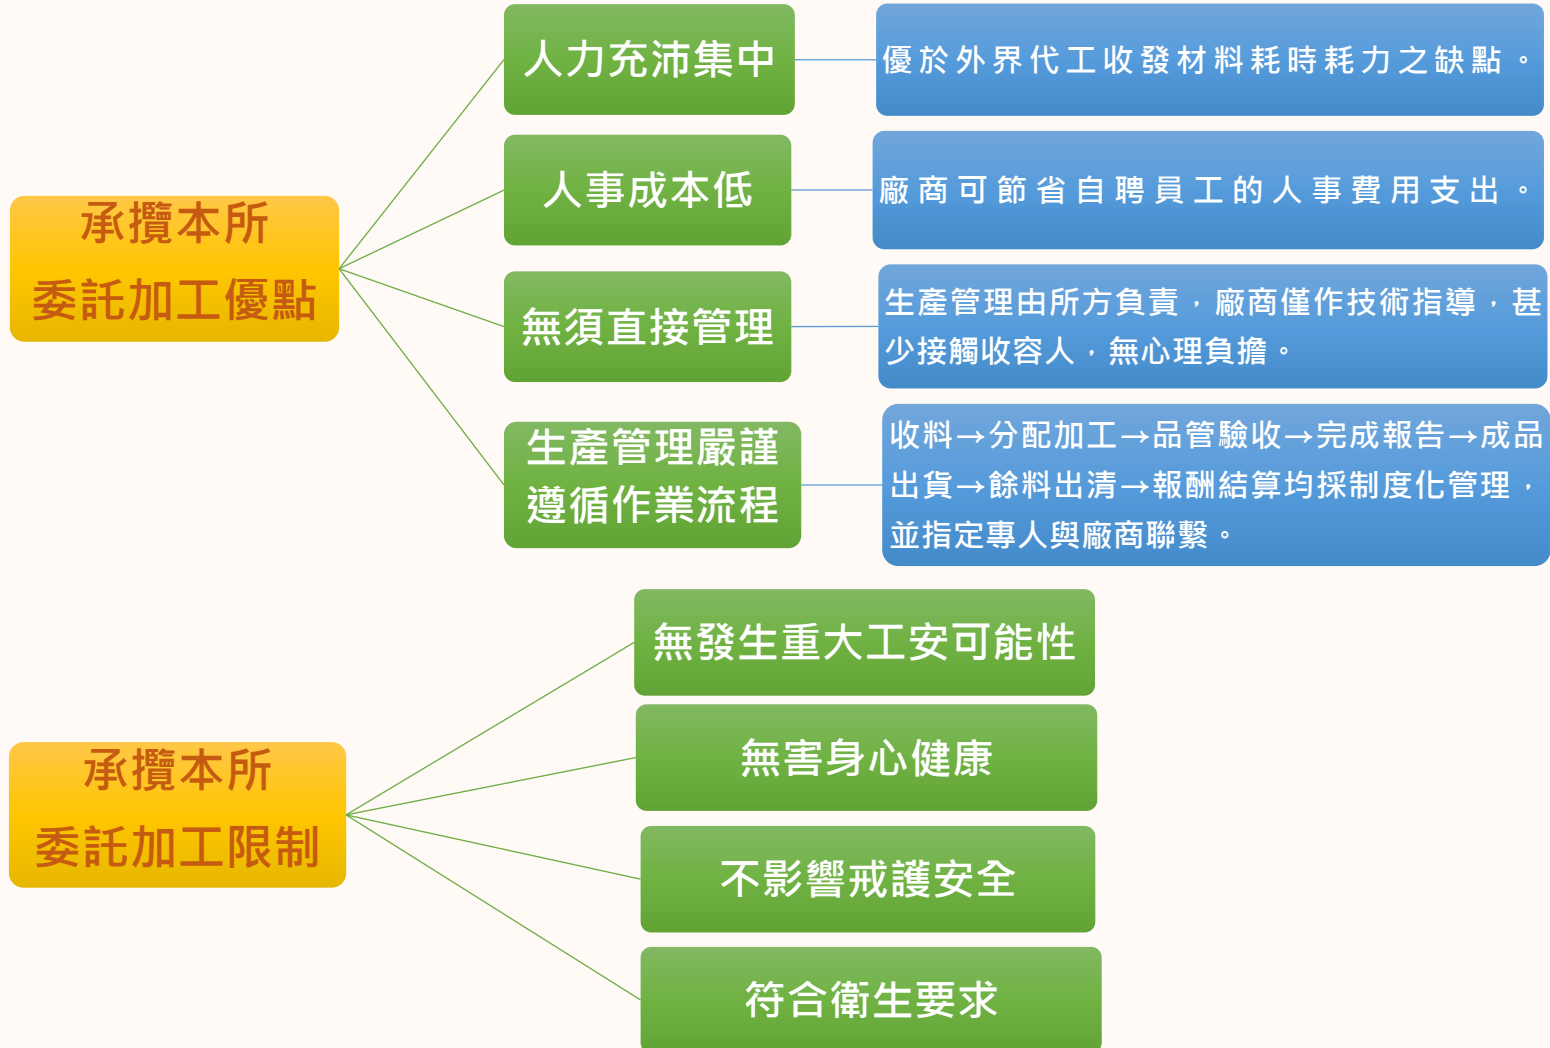 承攬本所
委託加工優點
人力充沛集中
優於外界代工收發材料耗時耗力之缺點。
人事成本低
廠商可節省自聘員工的人事費用支出。
無須直接管理
生產管理由所方負責，廠商僅作技術指導，甚
少接觸收容人，無心理負擔。
生產管理嚴謹
遵循作業流程
收料→分配加工→品管驗收→完成報告→成品
出貨→餘料出清→報酬結算均採制度化管理，
並指定專人與廠商聯繫。
承攬本所
委託加工限制
無發生重大工安可能性
無害身心健康
不影響戒護安全
符合衛生要求